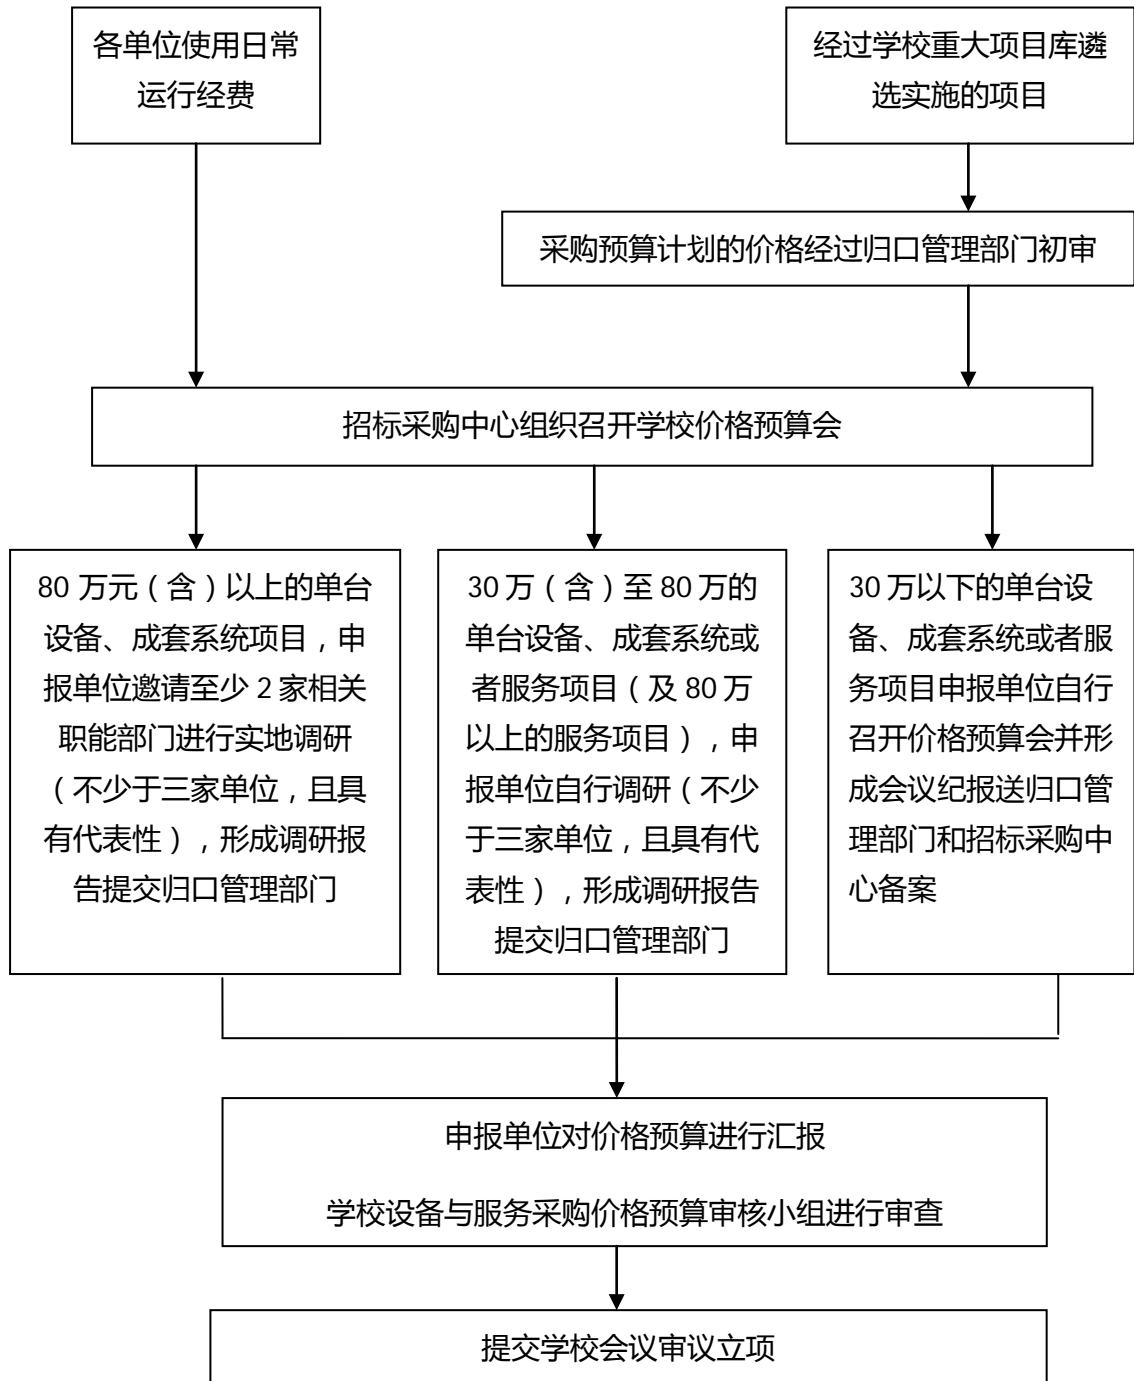 各单位使用日常
运行经费
经过学校重大项目库遴
选实施的项目
采购预算计划的价格经过归口管理部门初审
招标采购中心组织召开学校价格预算会
80 万元（含）以上的单台
设备、成套系统项目，申
报单位邀请至少 2 家相关
职能部门进行实地调研
（不少于三家单位，且具
有代表性），形成调研报
告提交归口管理部门
30 万（含）至 80 万的
单台设备、成套系统或
者服务项目（及 80 万
以上的服务项目），申
报单位自行调研（不少
于三家单位，且具有代
表性），形成调研报告
提交归口管理部门
30 万以下的单台设
备、成套系统或者服
务项目申报单位自行
召开价格预算会并形
成会议纪报送归口管
理部门和招标采购中
心备案
申报单位对价格预算进行汇报
学校设备与服务采购价格预算审核小组进行审查
提交学校会议审议立项